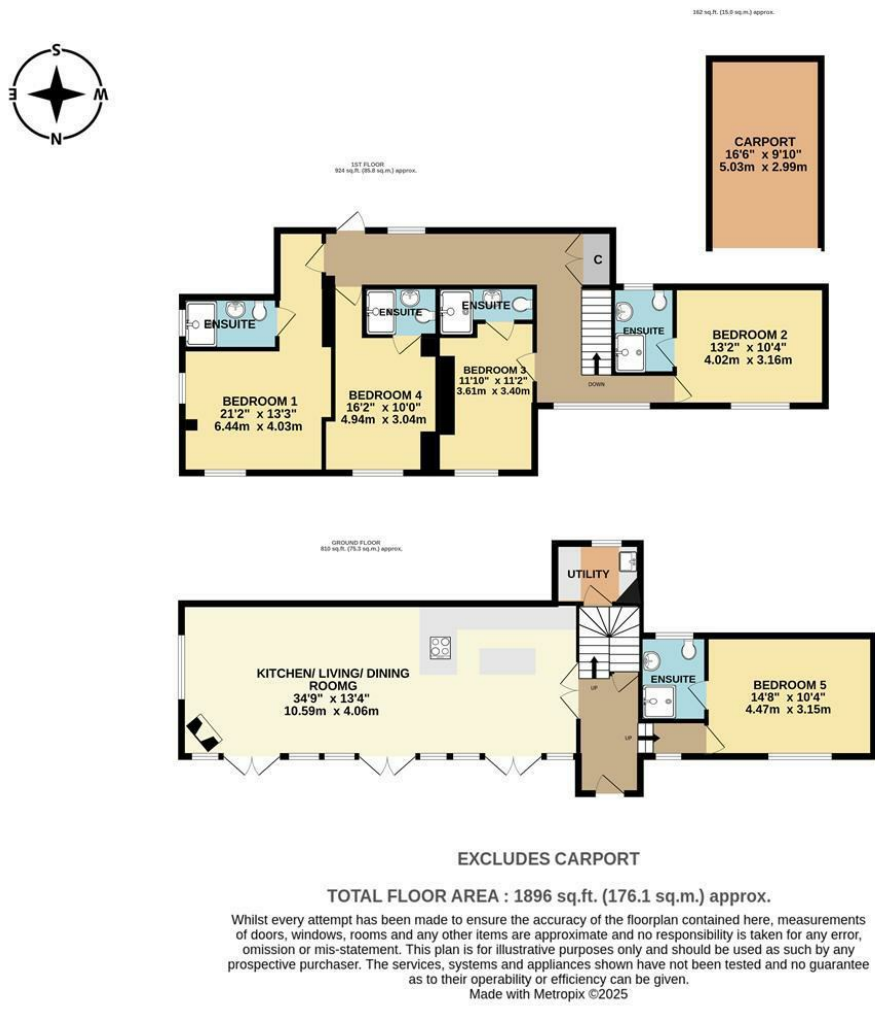 162 sq.ft. (15.0 sq.m.) approx.
S
E
W
N
CARPORT
16'6" x 9'10"
5.03m x 2.99m
1ST FLOOR
924 sq.ft. (85.8 sq.m.) approx.
C
ENSUITE
ENSUITE
ENSUITE
ENSUITE
BEDROOM 2
13'2" x 10'4"
4.02m x 3.16m
BEDROOM 1
21'2" x 13'3"
6.44m x 4.03m
BEDROOM 4
16'2" x 10'0"
4.94m x 3.04m
BEDROOM 3
11'10" x 11'2"
3.61m x 3.40m
DOWN
GROUND FLOOR
810 sq.ft. (75.3 sq.m.) approx.
UTILITY
KITCHEN/ LIVING/ DINING
ROOMG
34'9" x 13'4"
10.59m x 4.06m
UP
UP
ENSUITE
BEDROOM 5
14'8" x 10'4"
4.47m x 3.15m
EXCLUDES CARPORT
TOTAL FLOOR AREA : 1896 sq.ft. (176.1 sq.m.) approx.
Whilst every attempt has been made to ensure the accuracy of the floorplan contained here, measurements
of doors, windows, rooms and any other items are approximate and no responsibility is taken for any error,
omission or mis-statement. This plan is for illustrative purposes only and should be used as such by any
prospective purchaser. The services, systems and appliances shown have not been tested and no guarantee
as to their operability or efficiency can be given.
Made with Metropix ©2025